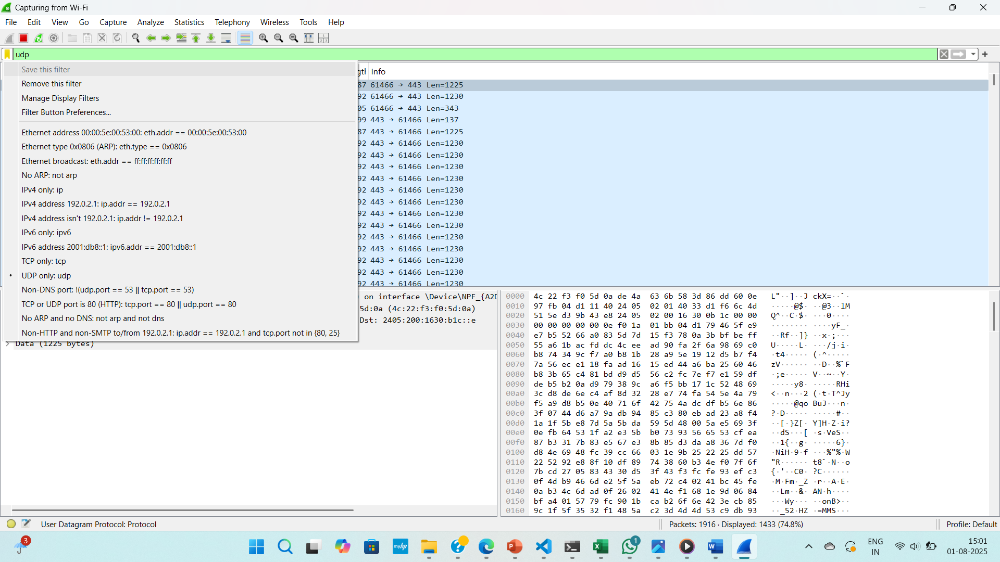 Capturing from Wi-Fi
File Edit View Go Capture Analyze Statistics Telephony Wireless Tools Help
udp
Save this filter
Remove this filter
Manage Display Filters
Filter Button Preferences...
Ethernet address 00:00:5e:00:53:00: eth.addr == 00:00:5e:00:53:00
Ethernet type 0x0806 (ARP): eth.type == 0x0806
Ethernet broadcast: eth.addr == ff:ff:ff:ff:ff:ff
No ARP: not arp
IPv4 only: ip
IPv4 address 192.0.2.1: ip.addr == 192.0.2.1
IPv4 address isn't 192.0.2.1: ip.addr != 192.0.2.1
IPv6 only: ipv6
IPv6 address 2001:db8::1: ipv6.addr == 2001:db8::1
TCP only: tcp
• UDP only: udp
Non-DNS port: !(udp.port == 53 || tcp.port == 53)
TCP or UDP port is 80 (HTTP): tcp.port == 80 || udp.port == 80
No ARP and no DNS: not arp and not dns
Non-HTTP and non-SMTP to/from 192.0.2.1: ip.addr == 192.0.2.1 and tcp.port not in {80, 25}
Info
87 61466 → 443 Len=1225
92 61466 → 443 Len=1230
05 61466 → 443 Len=343
99 443 → 61466 Len=137
87 443 → 61466 Len=1225
92 443 → 61466 Len=1230
92 443 → 61466 Len=1230
92 443 → 61466 Len=1230
92 443 → 61466 Len=1230
92 443 → 61466 Len=1230
92 443 → 61466 Len=1230
92 443 → 61466 Len=1230
92 443 → 61466 Len=1230
92 443 → 61466 Len=1230
92 443 → 61466 Len=1230
92 443 → 61466 Len=1230
92 443 → 61466 Len=1230
92 443 → 61466 Len=1230
on interface \Device\NPF_{A2D
5d:0a (4c:22:f3:f0:5d:0a)
Dst: 2405:200:1630:b1c::e
Data (1225 bytes)
0000 4c 22 f3 f0 5d 0a de 4a 63 6b 58 3d 86 dd 60 0e L"··]··J ckX=··`·
0010 97 fb 04 d1 11 40 24 05 02 01 40 33 d1 f6 6c 4d ·····@$· ··@3··lM
0020 51 5e d3 9b 43 e8 24 05 02 00 16 30 0b 1c 00 00 Q^··C·$· ···0····
0030 00 00 00 00 00 0e f0 1a 01 bb 04 d1 79 46 5f e9 ········ ····yF_·
0040 e7 b5 52 66 a0 83 5d 7d 15 f3 78 0a 3b bf be ff ··Rf··]} ··x·;···
0050 55 a6 1b ac fd dc 4c ee ad 90 fa 2f 6a 98 69 c0 U·····L· ···/j·i·
0060 b8 74 34 9c f7 a0 b8 1b 28 a9 5e 19 12 d5 b7 f4 ·t4····· (·^·····
0070 7a 56 ec e1 18 fa ad 16 15 ed 44 a6 ba 25 60 46 zV······ ··D··%`F
0080 b8 3b 65 c4 81 bd d9 d5 56 c2 fc 7e f7 e1 59 df ·;e····· V··~··Y·
0090 de b5 b2 0a d9 79 38 9c a6 f5 bb 17 1c 52 48 69 ·····y8· ·····RHi
00a0 3c d8 de 6e c4 af 8d 32 28 e7 74 fa 54 5e 4a 79 <··n···2 (·t·T^Jy
00b0 f5 a9 d8 b5 0e 40 71 6f 42 75 4a dc df b5 6e 86 ·····@qo BuJ···n·
00c0 3f 07 44 d6 a7 9a db 94 85 c3 80 eb ad 23 a8 f4 ?·D····· ·····#··
00d0 1a 1f 5b e8 7d 5a 5b da 59 5d 48 00 5a e5 69 3f ··[·}Z[· Y]H·Z·i?
00e0 0e fb 64 53 1f a2 e3 5b b0 73 93 56 65 53 cf ea ··dS···[ ·s·VeS··
00f0 87 b3 31 7b 83 e5 67 e3 8b 85 d3 da a8 36 7d f0 ··1{··g· ·····6}·
0100 d8 4e 69 48 fc 39 cc 66 03 1e 9b 25 22 25 dd 57 ·NiH·9·f ···%"%·W
0110 22 52 92 e8 8f 10 df 89 74 38 60 b3 4e f0 7f 6f "R······ t8`·N··o
0120 7b cd 27 05 83 43 30 d5 3f 43 f3 fc fe 93 ef c3 {·'··C0· ?C······
0130 0f 4d b9 46 6d e2 5f 5a eb 72 c4 02 41 bc 45 fe ·M·Fm·_Z ·r··A·E·
0140 0a b3 4c 6d ad 0f 26 02 41 4e f1 68 1e 9d 06 84 ··Lm··&· AN·h····
0150 bf a4 01 57 79 fc 90 1b ca b2 6f 6e 42 3e cb 85 ···Wy··· ··onB>··
0160 9c 1f 5f 35 32 f1 48 5a c2 3d 4d 4d 53 c9 db 93 ··_52·HZ ·=MMS···
User Datagram Protocol: Protocol
Packets: 1916 · Displayed: 1433 (74.8%)
Profile: Default
3
myhp
1
ENG
IN
15:01
01-08-2025